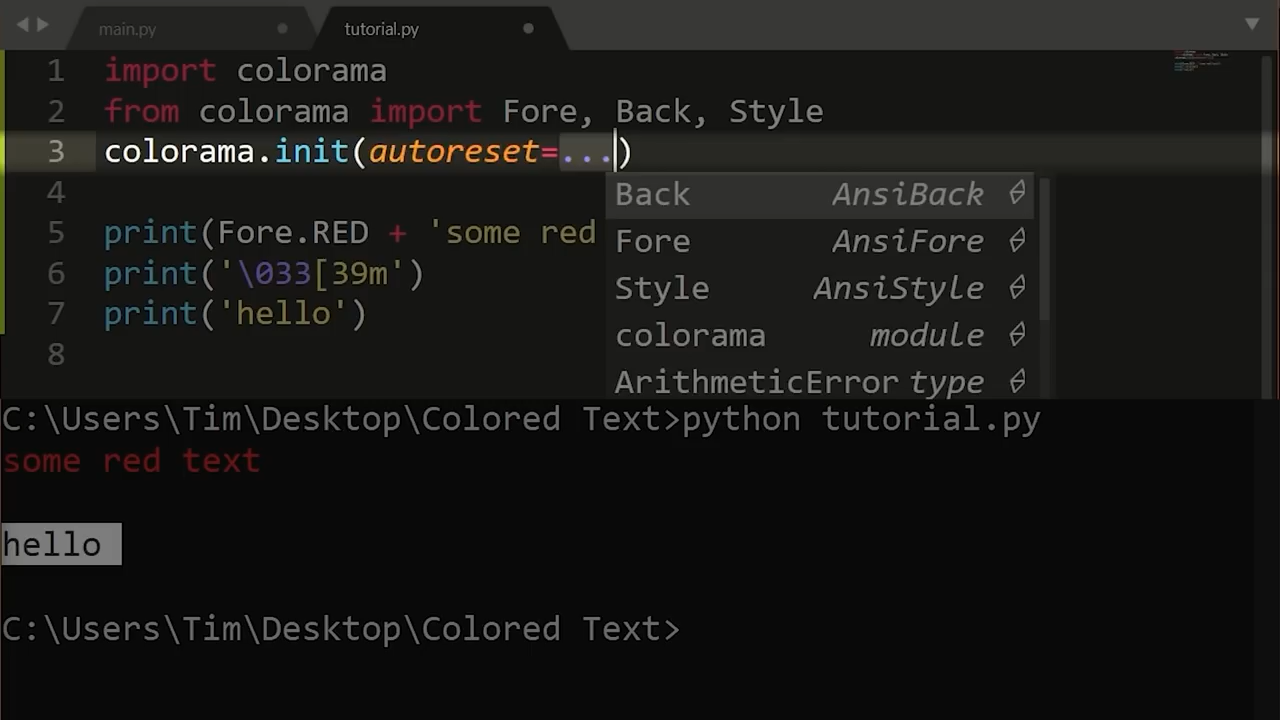 main.py
tutorial.py
1 import colorama
2 from colorama import Fore, Back, Style
3 colorama.init(autoreset=...)
4
Back AnsiBack
5 print(Fore.RED + 'some red
Fore AnsiFore
6 print('\033[39m')
Style AnsiStyle
7 print('hello')
colorama module
8
ArithmeticError type
C:\Users\Tim\Desktop\Colored Text>python tutorial.py
some red text
hello
C:\Users\Tim\Desktop\Colored Text>